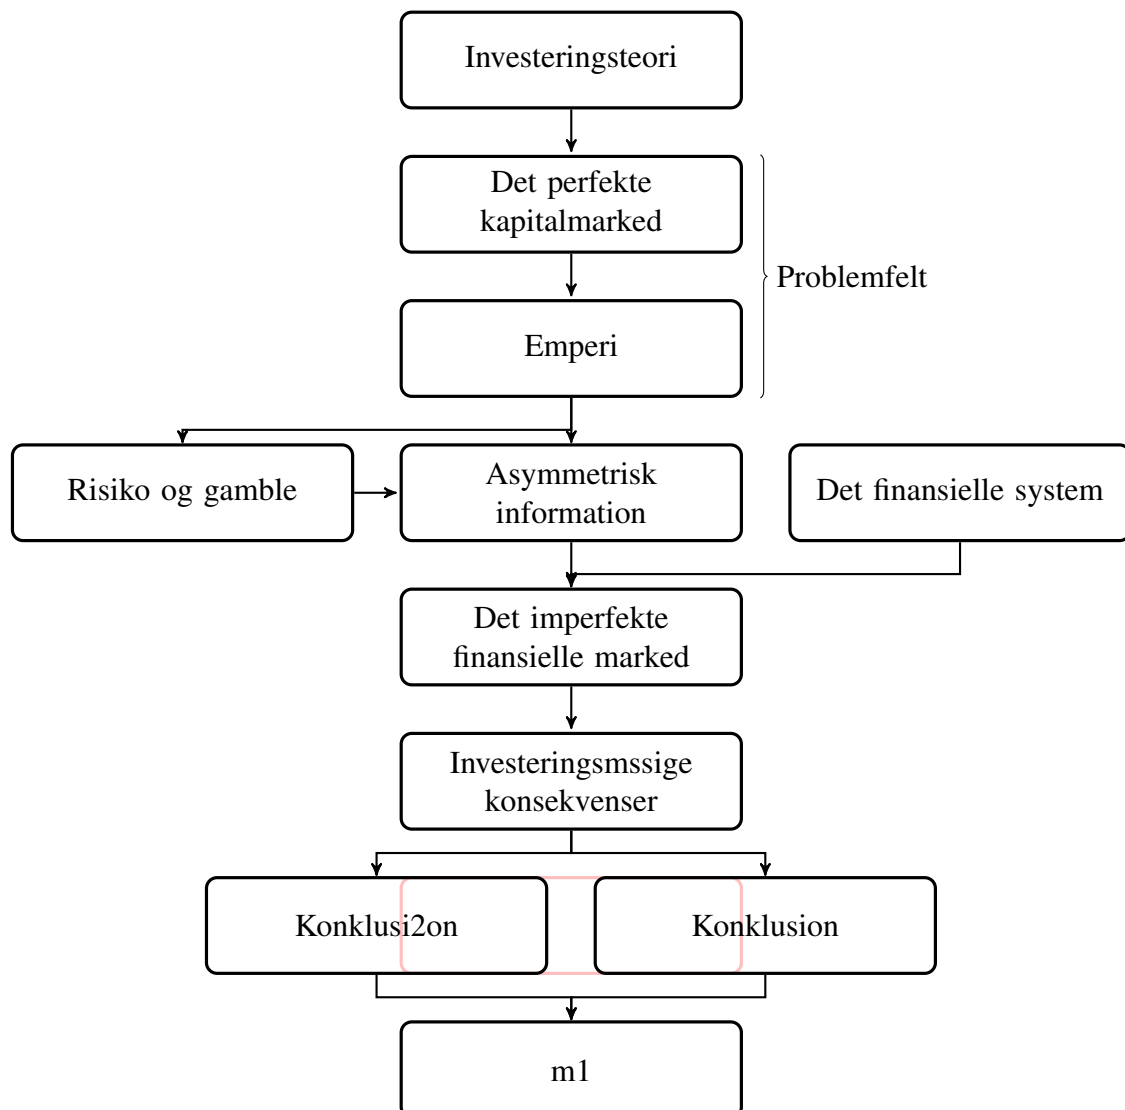 Investeringsteori
Det perfekte
kapitalmarked
Problemfelt
Emperi
Risiko og gamble
Asymmetrisk
information
Det finansielle system
Det imperfekte
finansielle marked
Investeringsmssige
konsekvenser
Konklusi2on
Konklusion
m1